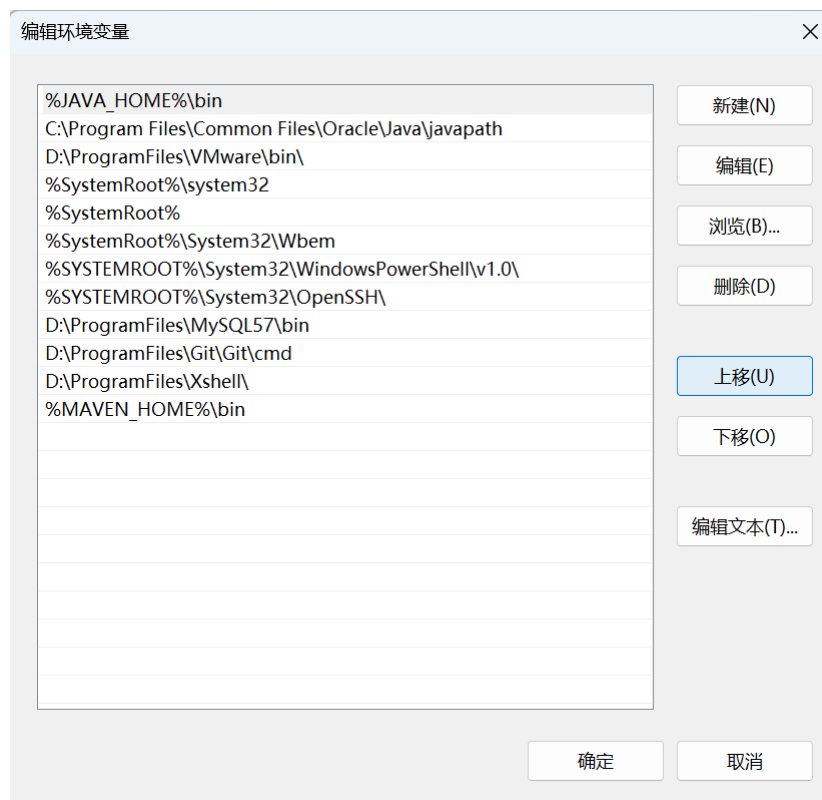 编辑环境变量
%JAVA_HOME%\bin
C:\Program Files\Common Files\Oracle\Java\javapath
D:\ProgramFiles\VMware\bin\
%SystemRoot%\system32
%SystemRoot%
%SystemRoot%\System32\Wbem
%SYSTEMROOT%\System32\WindowsPowerShell\v1.0\
%SYSTEMROOT%\System32\OpenSSH\
D:\ProgramFiles\MySQL57\bin
D:\ProgramFiles\Git\Git\cmd
D:\ProgramFiles\Xshell\
%MAVEN_HOME%\bin
新建(N)
编辑(E)
浏览(B)...
删除(D)
上移(U)
下移(O)
编辑文本(T)...
确定
取消